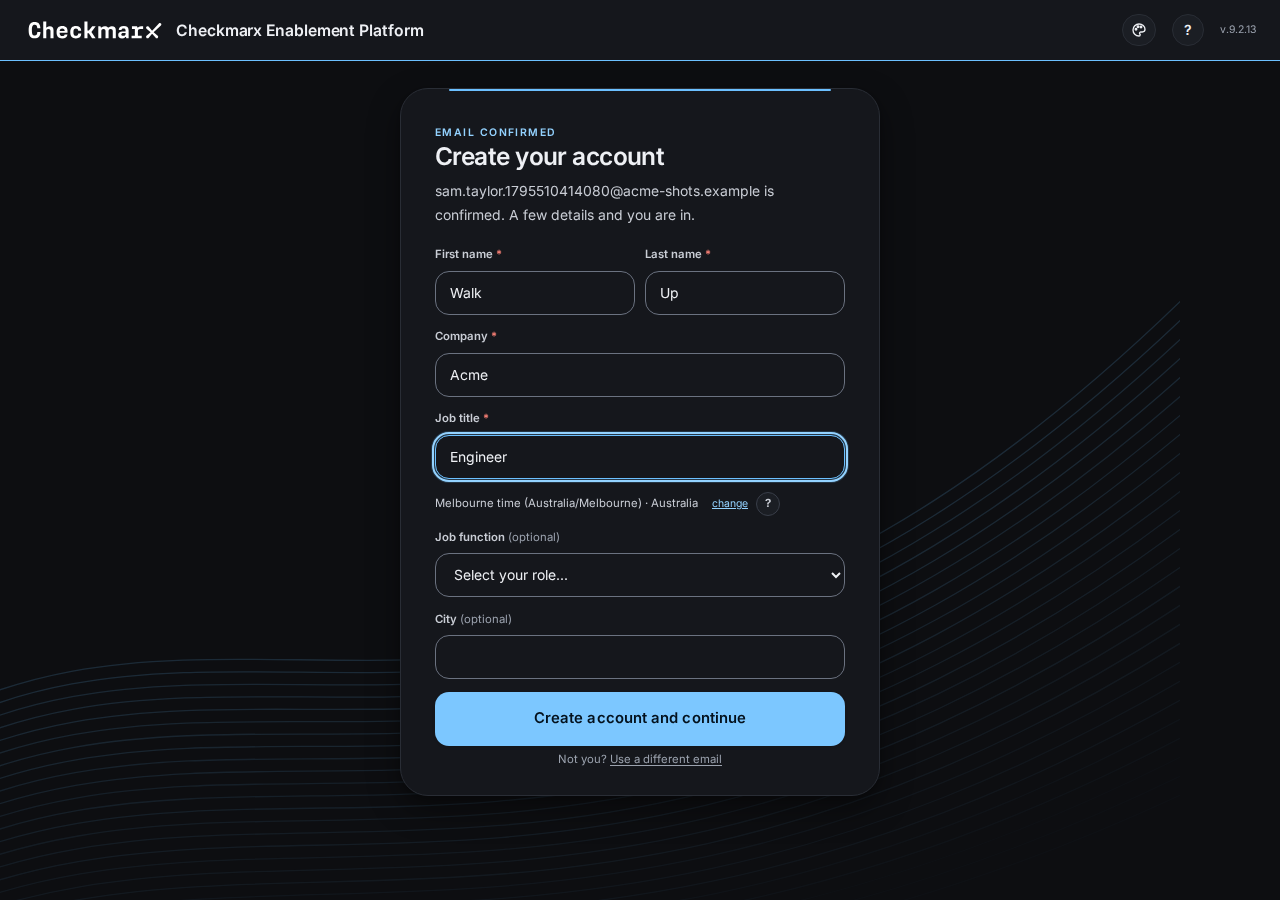 Checkmarx Checkmarx Enablement Platform ? v.9.2.13
EMAIL CONFIRMED
Create your account
sam.taylor.1795510414080@acme-shots.example is
confirmed. A few details and you are in.
First name * Last name *
Walk Up
Company *
Acme
Job title *
Engineer
Melbourne time (Australia/Melbourne) · Australia change ?
Job function (optional)
Select your role...
City (optional)
Create account and continue
Not you? Use a different email